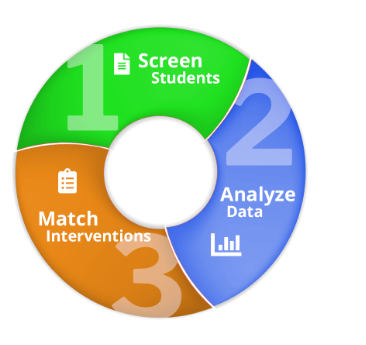 1
Screen
Students
2
Analyze
Data
3
Match
Interventions